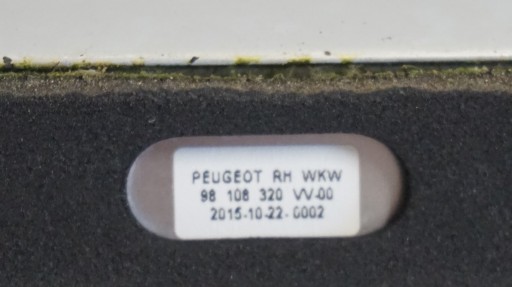 PEUGEOT RH WKW
98 108 320 VV-00
2015-10-22-0002